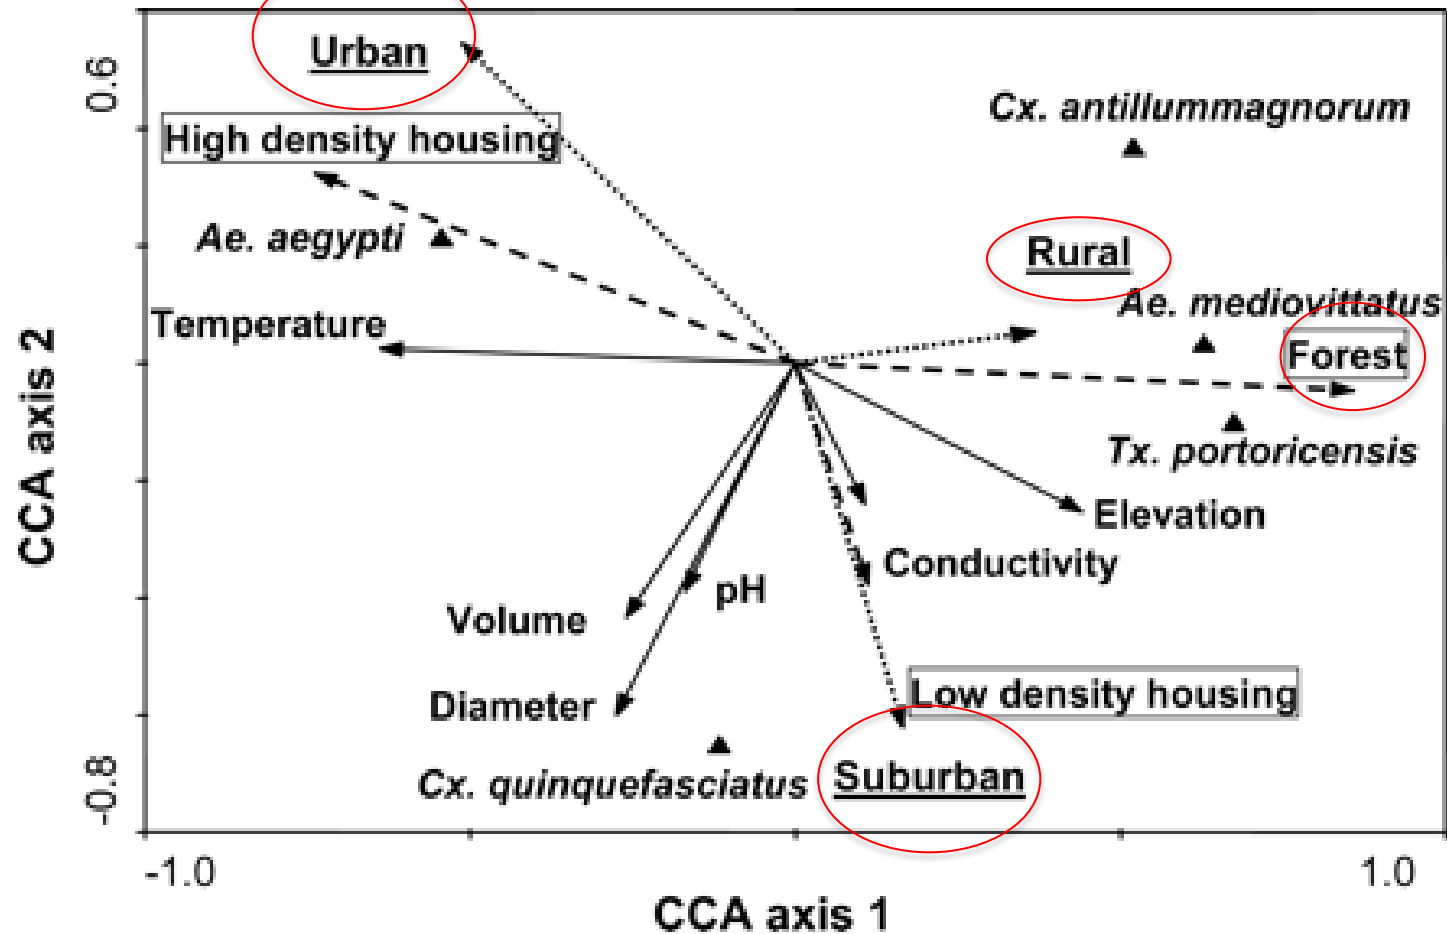 Urban
0.6
Cx. antillummagnorum
High density housing
Ae. aegypti
Rural
Ae. mediovittatus
Temperature
Forest
CCA axis 2
Tx. portoricensis
Elevation
Conductivity
pH
Volume
Low density housing
Diameter
Cx. quinquefasciatus
Suburban
-0.8
-1.0
1.0
CCA axis 1